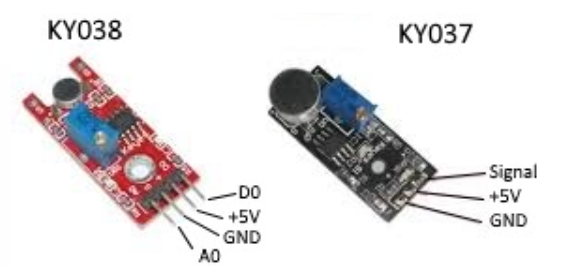 KY038
KY037
D0
+5V
GND
A0
Signal
+5V
GND